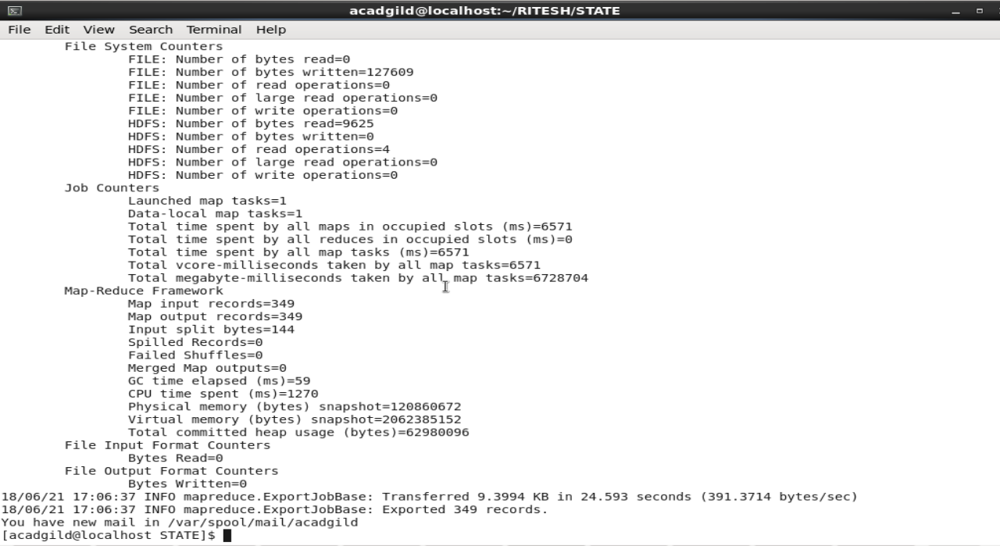 acadgild@localhost:~/RITESH/STATE
File Edit View Search Terminal Help
File System Counters
FILE: Number of bytes read=0
FILE: Number of bytes written=127609
FILE: Number of read operations=0
FILE: Number of large read operations=0
FILE: Number of write operations=0
HDFS: Number of bytes read=9625
HDFS: Number of bytes written=0
HDFS: Number of read operations=4
HDFS: Number of large read operations=0
HDFS: Number of write operations=0
Job Counters
Launched map tasks=1
Data-local map tasks=1
Total time spent by all maps in occupied slots (ms)=6571
Total time spent by all reduces in occupied slots (ms)=0
Total time spent by all map tasks (ms)=6571
Total vcore-milliseconds taken by all map tasks=6571
Total megabyte-milliseconds taken by all map tasks=6728704
Map-Reduce Framework
Map input records=349
Map output records=349
Input split bytes=144
Spilled Records=0
Failed Shuffles=0
Merged Map outputs=0
GC time elapsed (ms)=59
CPU time spent (ms)=1270
Physical memory (bytes) snapshot=120860672
Virtual memory (bytes) snapshot=2062385152
Total committed heap usage (bytes)=62980096
File Input Format Counters
Bytes Read=0
File Output Format Counters
Bytes Written=0
18/06/21 17:06:37 INFO mapreduce.ExportJobBase: Transferred 9.3994 KB in 24.593 seconds (391.3714 bytes/sec)
18/06/21 17:06:37 INFO mapreduce.ExportJobBase: Exported 349 records.
You have new mail in /var/spool/mail/acadgild
[acadgild@localhost STATE]$